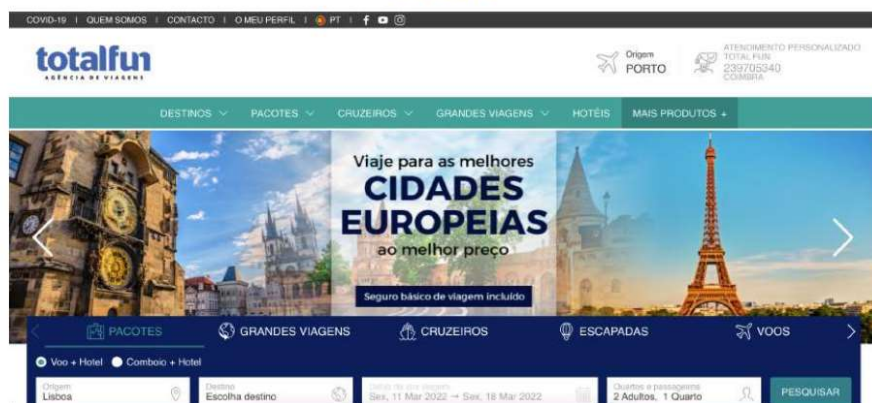 COVID-19 | QUEM SOMOS | CONTACTO | O MEU PERFIL | PT |
totalfun
AGÊNCIA DE VIAGENS
Origem
PORTO
ATENDIMENTO PERSONALIZADO
TOTAL FUN
239705340
COIMBRA
DESTINOS PACOTES CRUZEIROS GRANDES VIAGENS HOTÉIS MAIS PRODUTOS +
Viaje para as melhores
CIDADES
EUROPEIAS
ao melhor preço
Seguro básico de viagem incluído
PACOTES GRANDES VIAGENS CRUZEIROS ESCAPADAS VOOS
Voo + Hotel Comboio + Hotel
Origem
Lisboa
Destino
Escolha destino
Sex, 11 Mar 2022 → Sex, 18 Mar 2022
Quartos e passageiros
2 Adultos, 1 Quarto
PESQUISAR